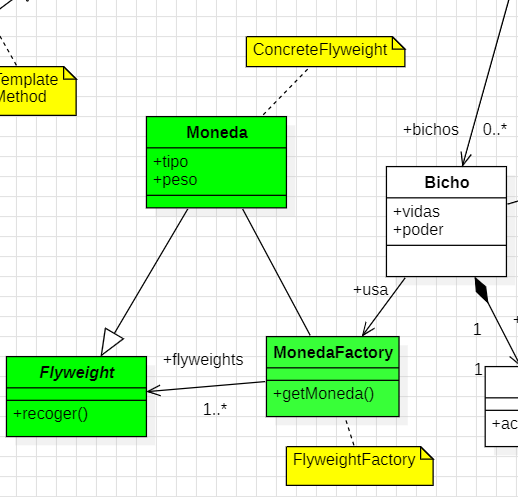 ConcreteFlyweight
Template
Method
Moneda
+tipo
+peso
+bichos
0..*
Bicho
+vidas
+poder
+usa
MonedaFactory
+getMoneda()
+flyweights
1..*
Flyweight
+recoger()
1
1
+
+ac
FlyweightFactory